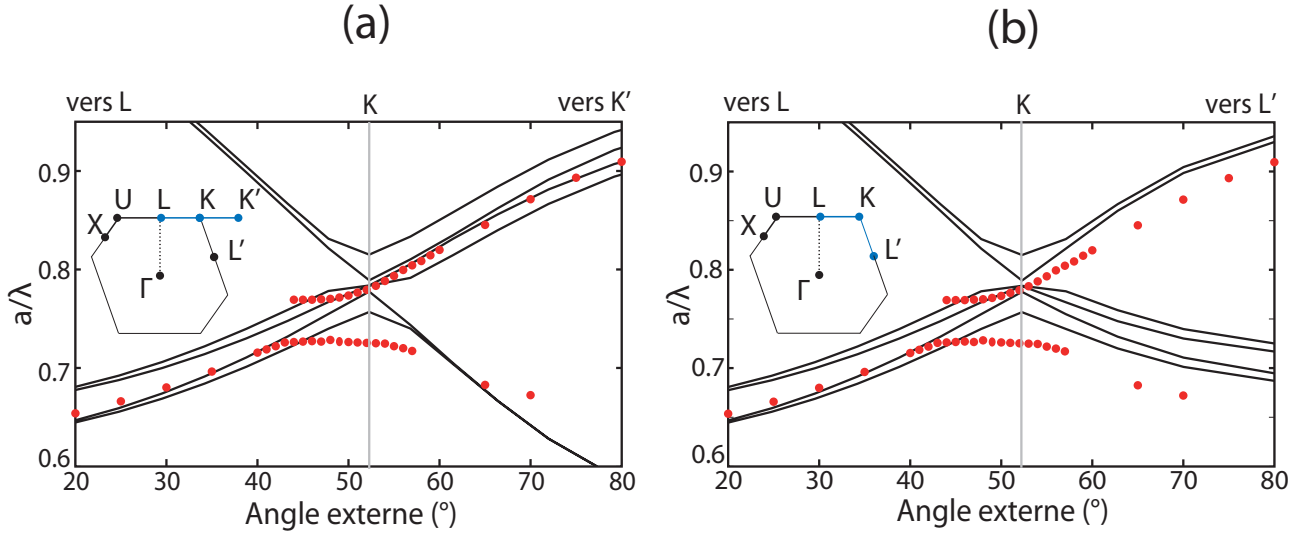 (a)
vers L
K
vers K'
0.9
0.8
0.7
0.6
a/λ
U
L
K
K'
X
L'
Γ
20
30
40
50
60
70
80
Angle externe (°)
(b)
vers L
K
vers L'
0.9
0.8
0.7
0.6
a/λ
U
L
K
X
L'
Γ
20
30
40
50
60
70
80
Angle externe (°)